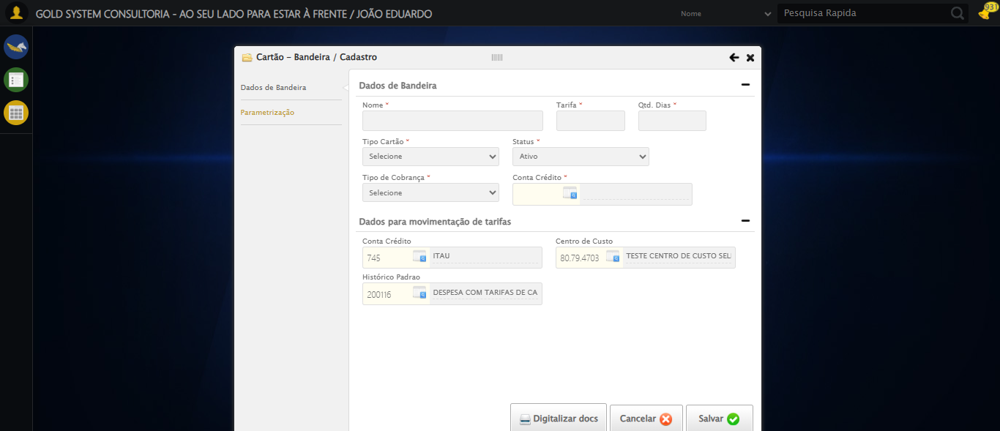 GOLD SYSTEM CONSULTORIA - AO SEU LADO PARA ESTAR À FRENTE / JOÃO EDUARDO
Nome
Pesquisa Rapida
931
Cartão - Bandeira / Cadastro
Dados de Bandeira
Parametrização
Dados de Bandeira
Nome * Tarifa * Qtd. Dias *
Tipo Cartão * Status *
Selecione Ativo
Tipo de Cobrança * Conta Crédito *
Selecione
Dados para movimentação de tarifas
Conta Crédito Centro de Custo
745 ITAU 80.79.4703 TESTE CENTRO DE CUSTO SEL
Histórico Padrao
200116 DESPESA COM TARIFAS DE CA
Digitalizar docs Cancelar Salvar